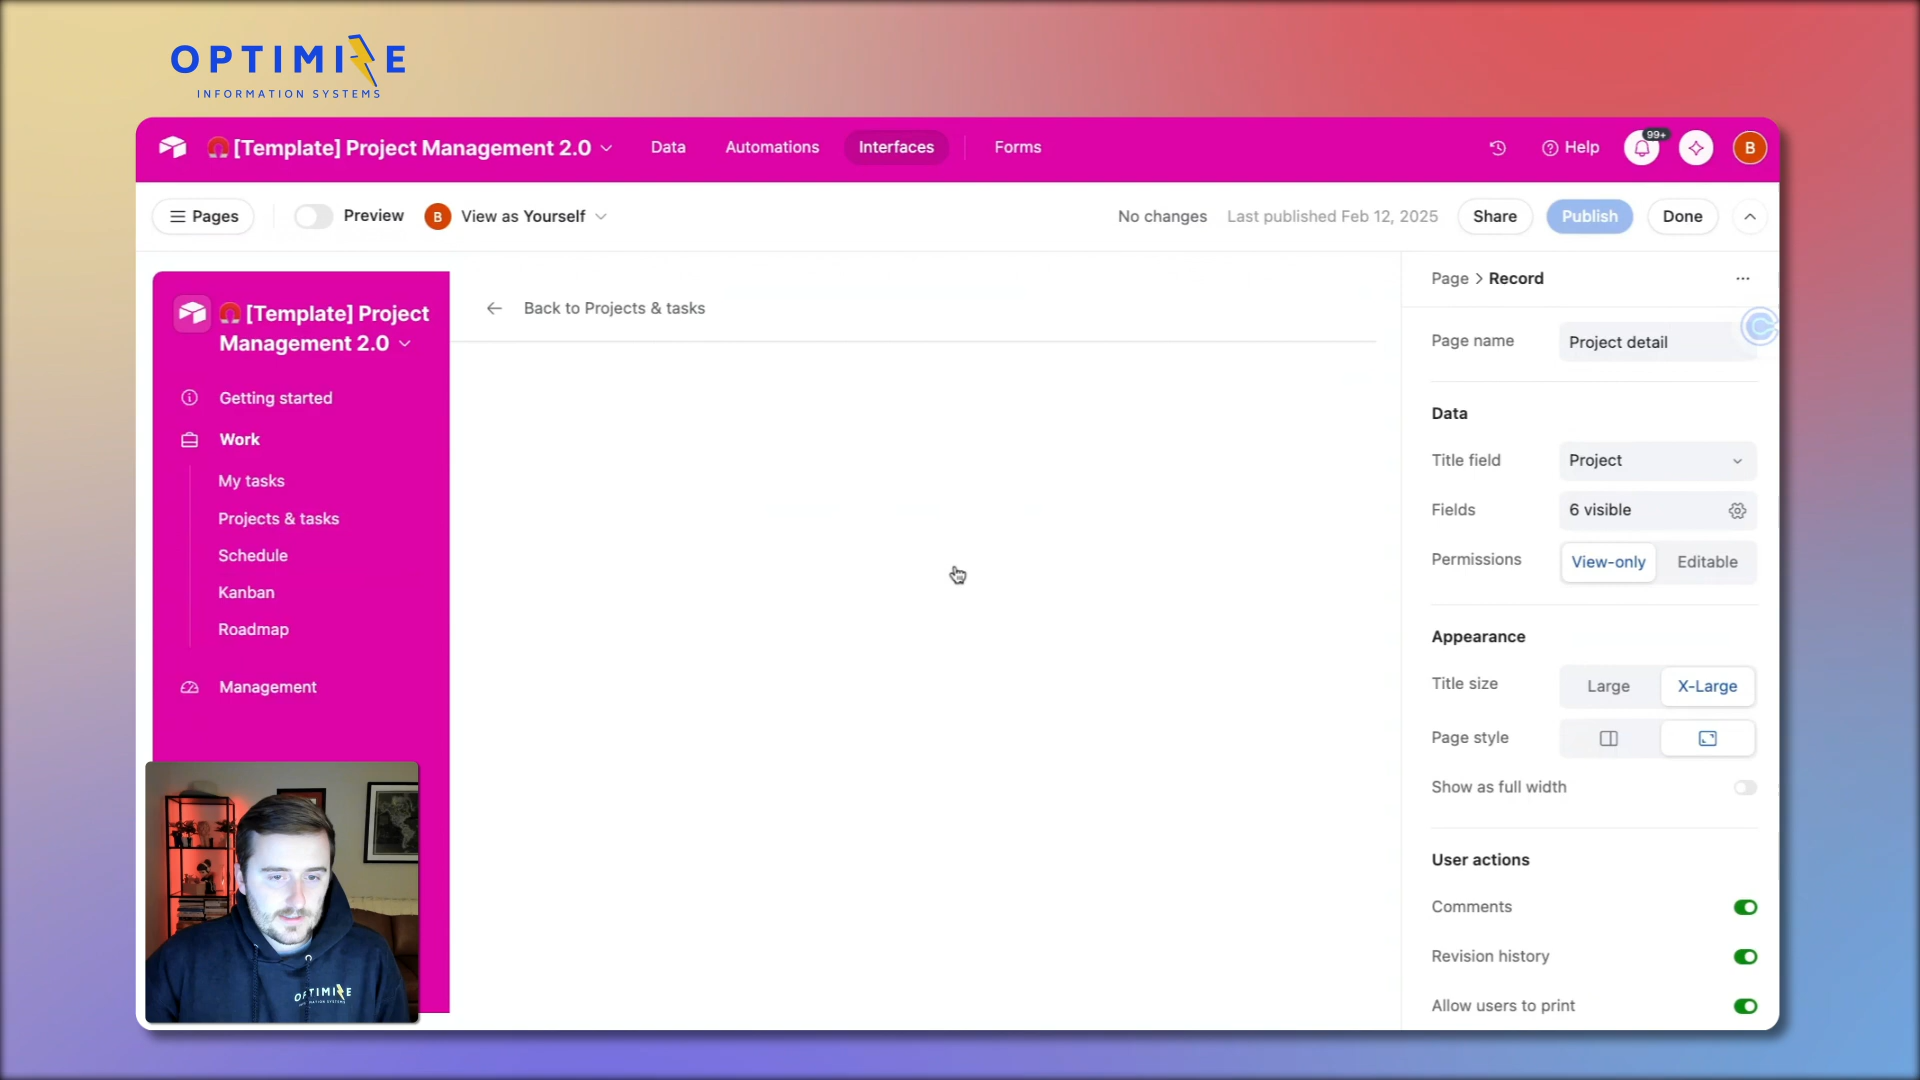 OPTIMIZE
INFORMATION SYSTEMS
[Template] Project Management 2.0
Data
Automations
Interfaces
Forms
Help
99+
B
Pages
Preview
B
View as Yourself
No changes
Last published Feb 12, 2025
Share
Publish
Done
[Template] Project
Management 2.0
Getting started
Work
My tasks
Projects & tasks
Schedule
Kanban
Roadmap
Management
Back to Projects & tasks
Page > Record
Page name
Project detail
Data
Title field
Project
Fields
6 visible
Permissions
View-only
Editable
Appearance
Title size
Large
X-Large
Page style
Show as full width
User actions
Comments
Revision history
Allow users to print
OPTIMIZE
INFORMATION SYSTEMS